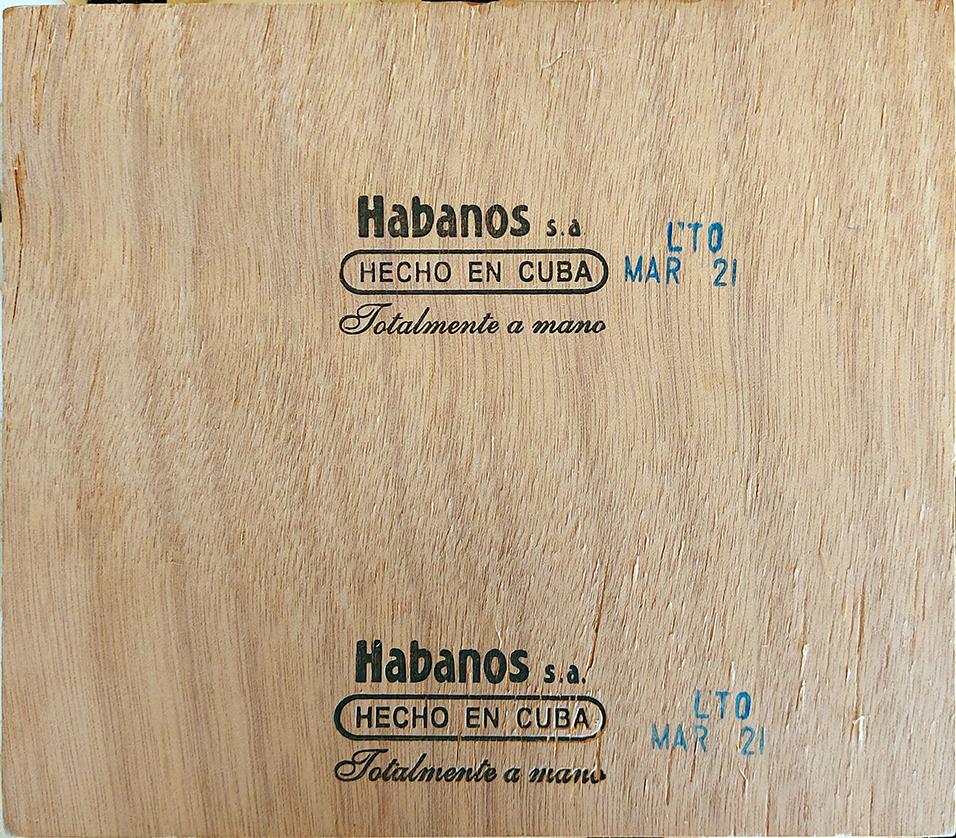 Habanos s.a
HECHO EN CUBA
Totalmente a mano
LTO
MAR 21
Habanos s.a.
HECHO EN CUBA
Totalmente a mano
LTO
MAR 21